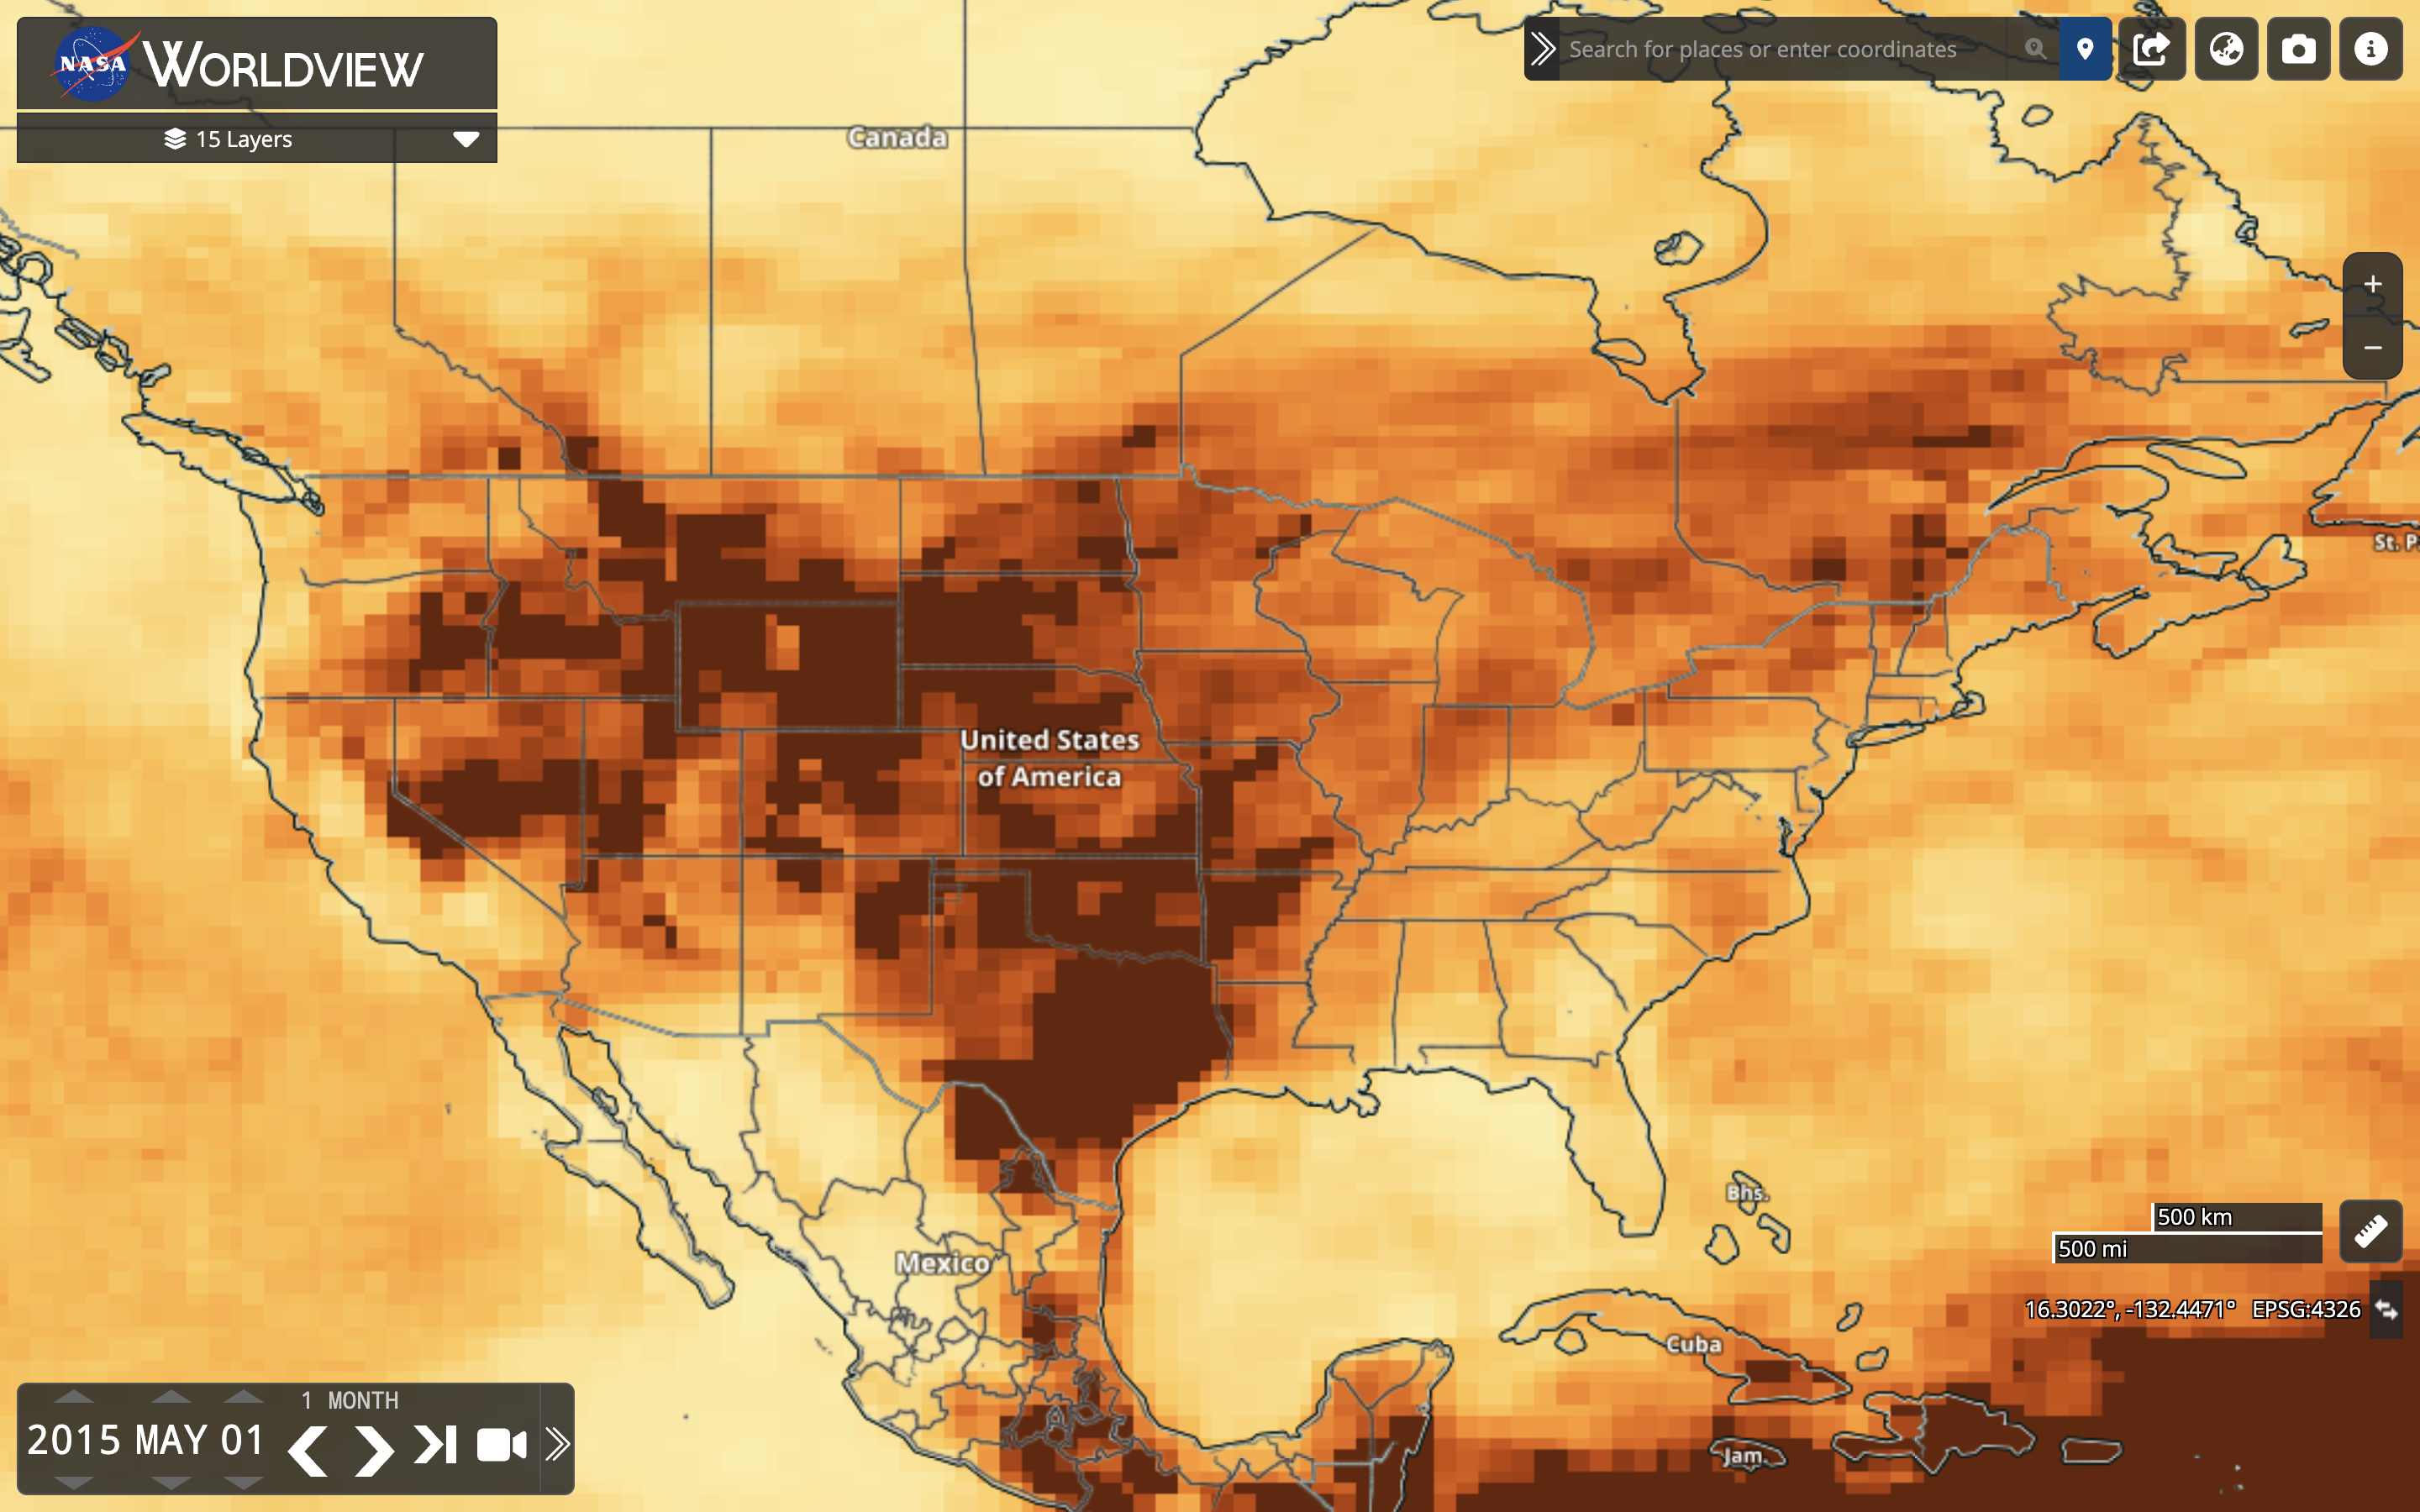 NASA WORLDVIEW
15 Layers
Search for places or enter coordinates
Canada
St. P
United States
of America
Bhs.
500 km
500 mi
Mexico
16.3022°, -132.4471° EPSG:4326
Cuba
Jam.
1 MONTH
2015 MAY 01